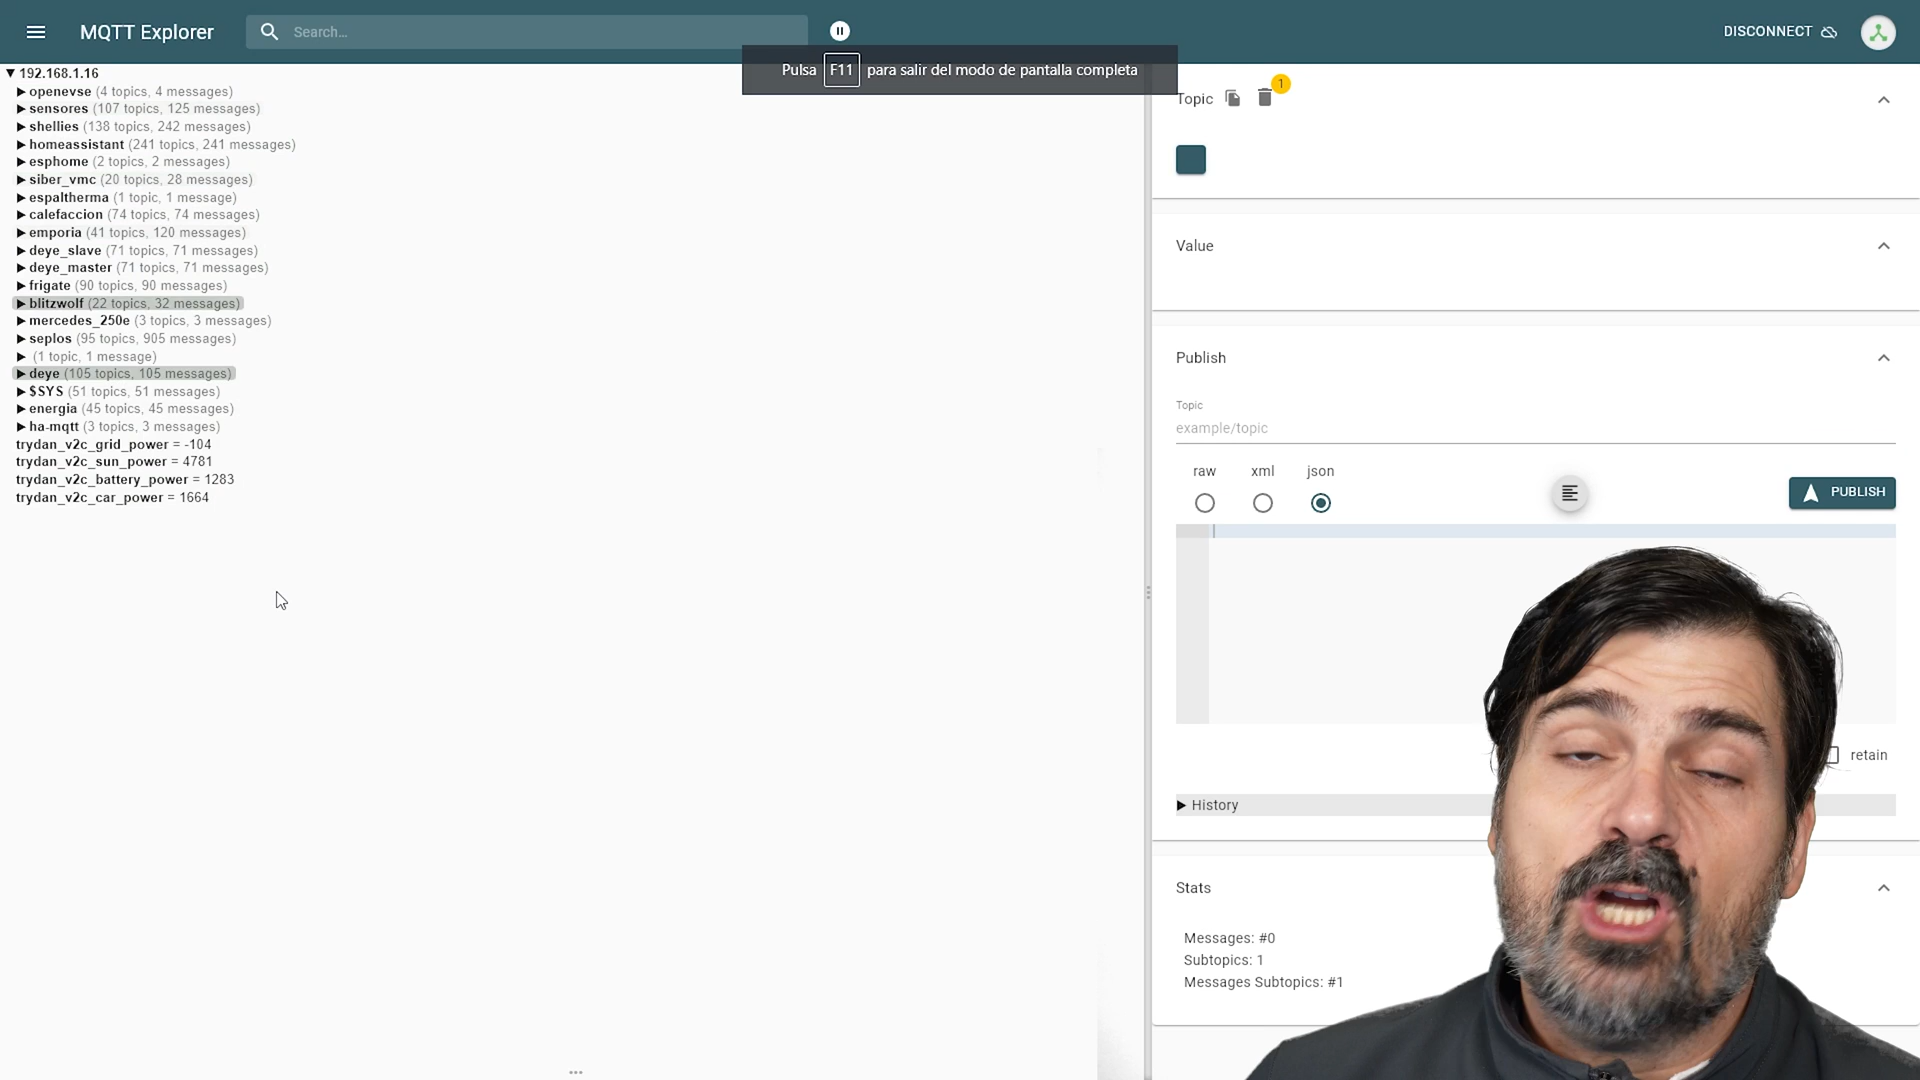 MQTT Explorer
Search...
DISCONNECT
Pulsa F11 para salir del modo de pantalla completa
▼ 192.168.1.16
▶ openevse (4 topics, 4 messages)
▶ sensores (107 topics, 125 messages)
▶ shellies (138 topics, 242 messages)
▶ homeassistant (241 topics, 241 messages)
▶ esphome (2 topics, 2 messages)
▶ siber_vmc (20 topics, 28 messages)
▶ espaltherma (1 topic, 1 message)
▶ calefaccion (74 topics, 74 messages)
▶ emporia (41 topics, 120 messages)
▶ deye_slave (71 topics, 71 messages)
▶ deye_master (71 topics, 71 messages)
▶ frigate (90 topics, 90 messages)
▶ blitzwolf (22 topics, 32 messages)
▶ mercedes_250e (3 topics, 3 messages)
▶ seplos (95 topics, 905 messages)
▶ (1 topic, 1 message)
▶ deye (105 topics, 105 messages)
▶ $SYS (51 topics, 51 messages)
▶ energia (45 topics, 45 messages)
▶ ha-mqtt (3 topics, 3 messages)
trydan_v2c_grid_power = -104
trydan_v2c_sun_power = 4781
trydan_v2c_battery_power = 1283
trydan_v2c_car_power = 1664
Topic
1
Value
Publish
Topic
example/topic
raw xml json
PUBLISH
retain
▶ History
Stats
Messages: #0
Subtopics: 1
Messages Subtopics: #1